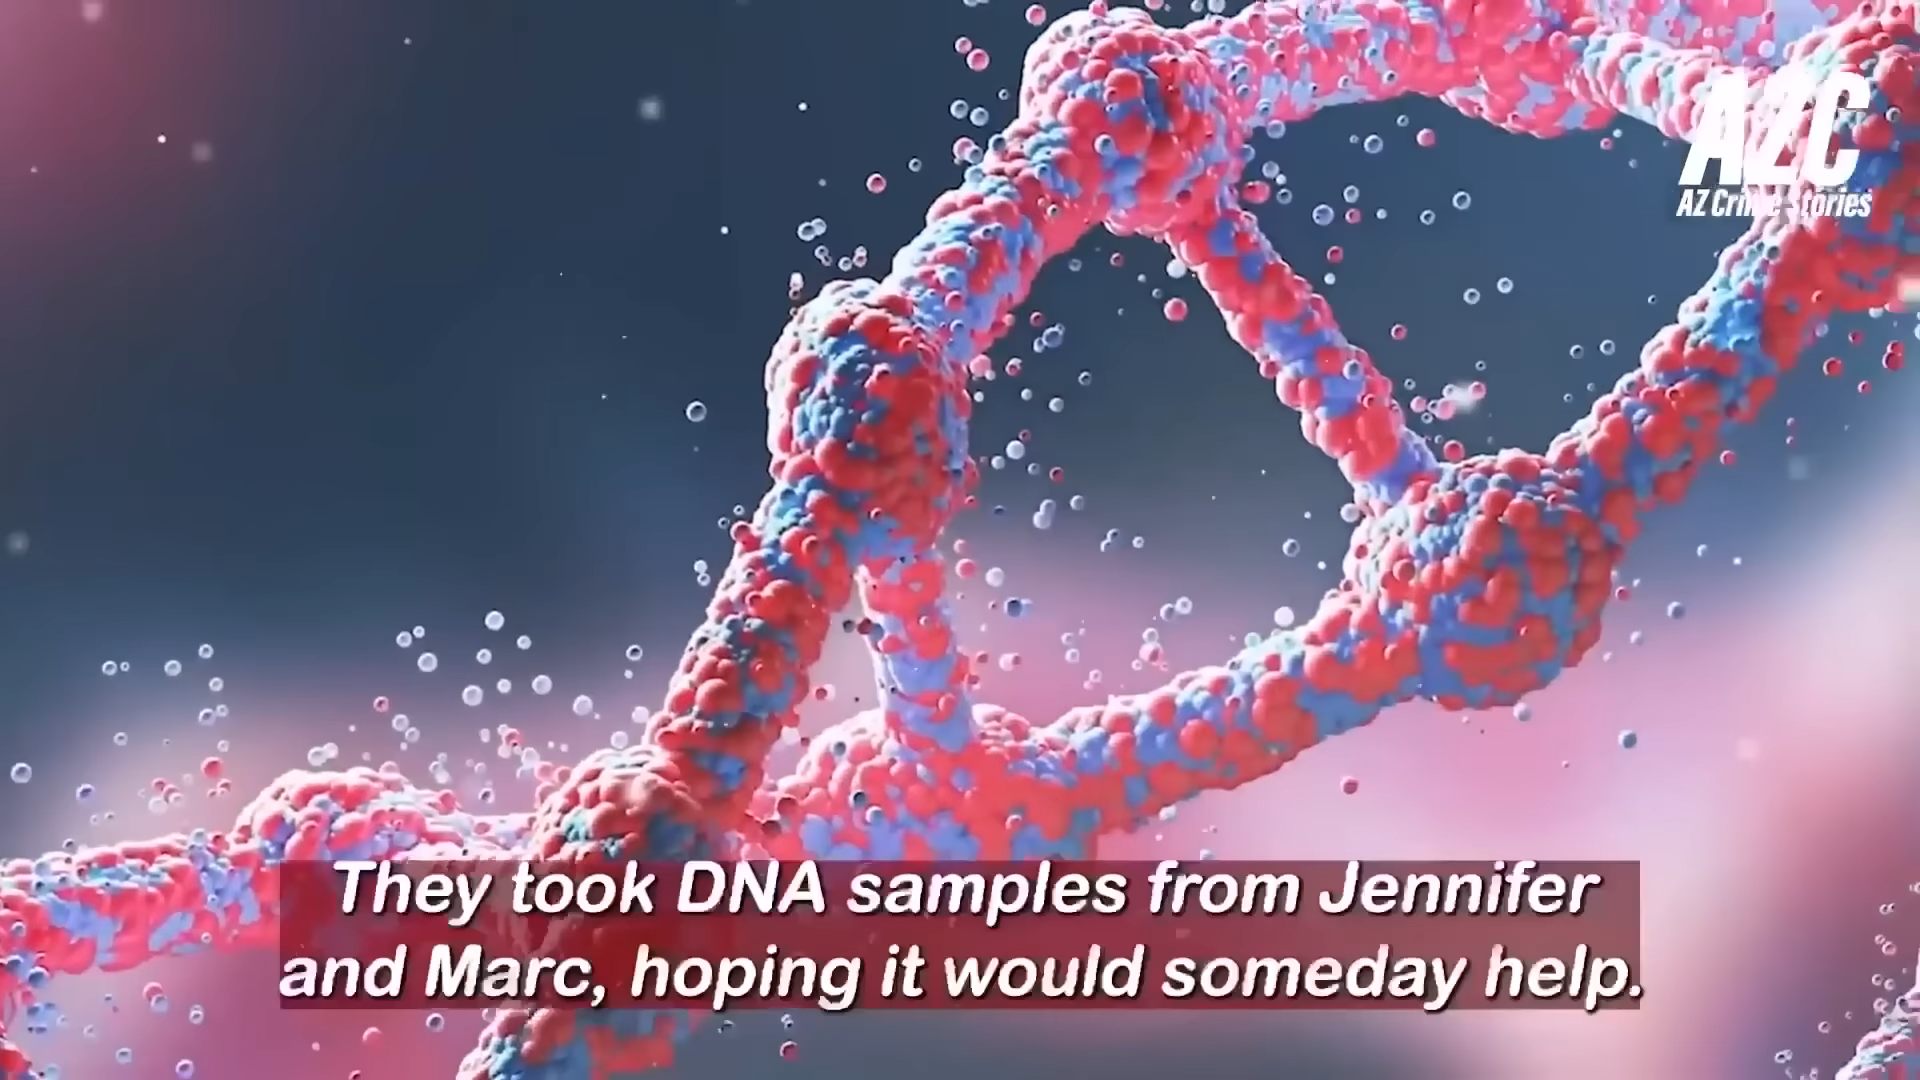 AZC
AZ Crime Stories
They took DNA samples from Jennifer
and Marc, hoping it would someday help.